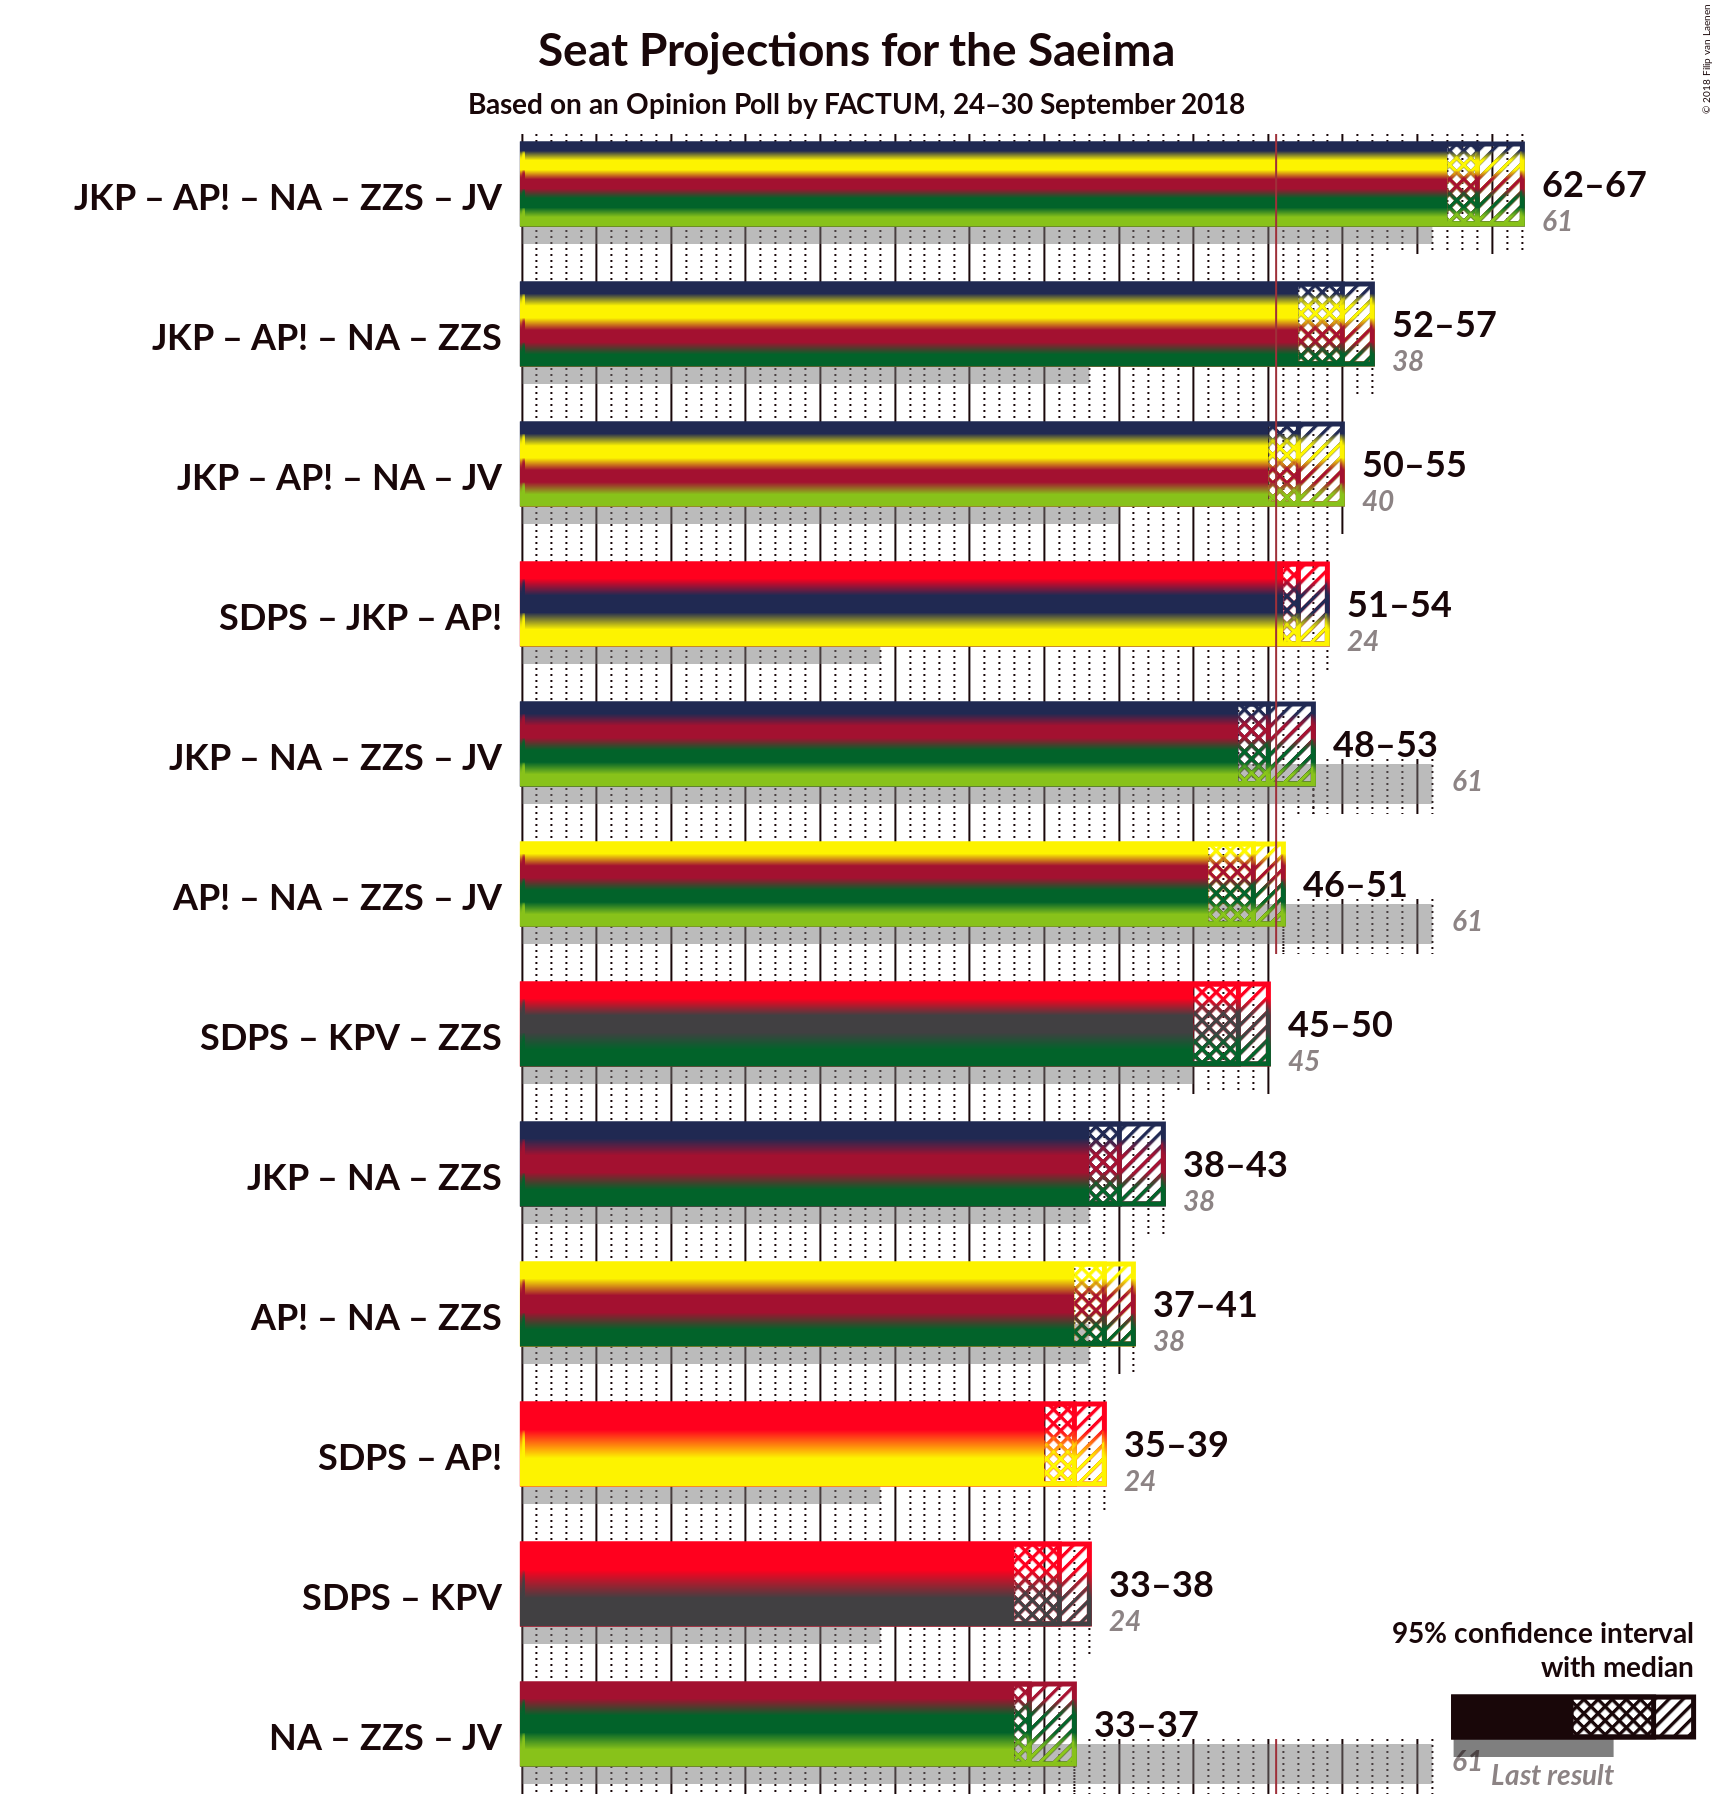 Seat Projections for the Saeima
Based on an Opinion Poll by FACTUM, 24–30 September 2018
© 2018 Filip van Laenen
JKP – AP! – NA – ZZS – JV
62–67
61
JKP – AP! – NA – ZZS
52–57
38
JKP – AP! – NA – JV
50–55
40
SDPS – JKP – AP!
51–54
24
JKP – NA – ZZS – JV
48–53
61
AP! – NA – ZZS – JV
46–51
61
SDPS – KPV – ZZS
45–50
45
JKP – NA – ZZS
38–43
38
AP! – NA – ZZS
37–41
38
SDPS – AP!
35–39
24
SDPS – KPV
33–38
24
NA – ZZS – JV
33–37
61
95% confidence interval
with median
Last result